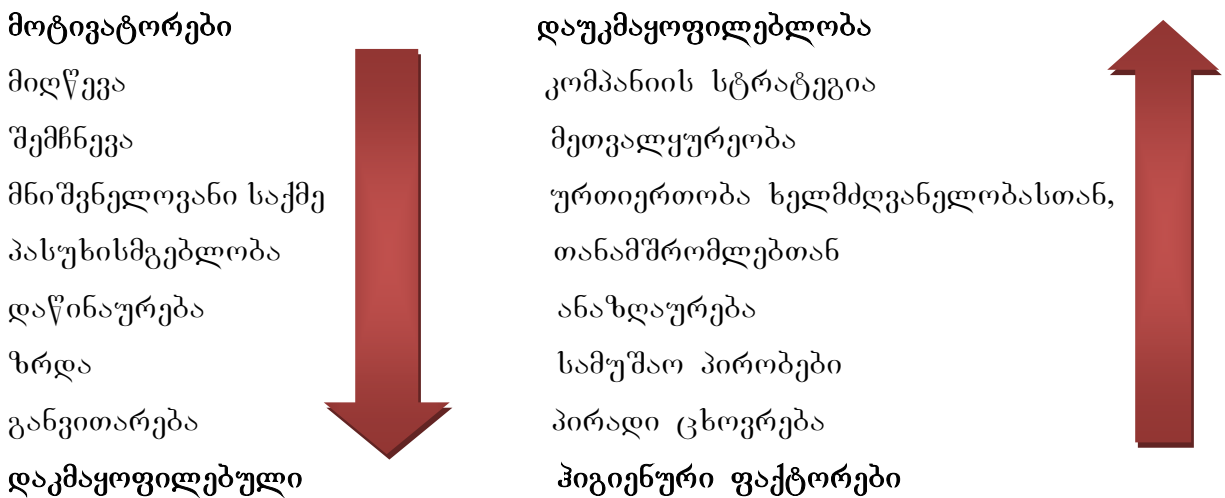 მოტივატორები
მიღწევა
შემჩნევა
მნიშვნელოვანი საქმე
პასუხისმგებლობა
დაწინაურება
ზრდა
განვითარება
დაკმაყოფილებული
დაუკმაყოფილებლობა
კომპანიის სტრატეგია
მეთვალყურეობა
ურთიერთობა ხელმძღვანელობასთან,
თანამშრომლებთან
ანაზღაურება
სამუშაო პირობები
პირადი ცხოვრება
ჰიგიენური ფაქტორები